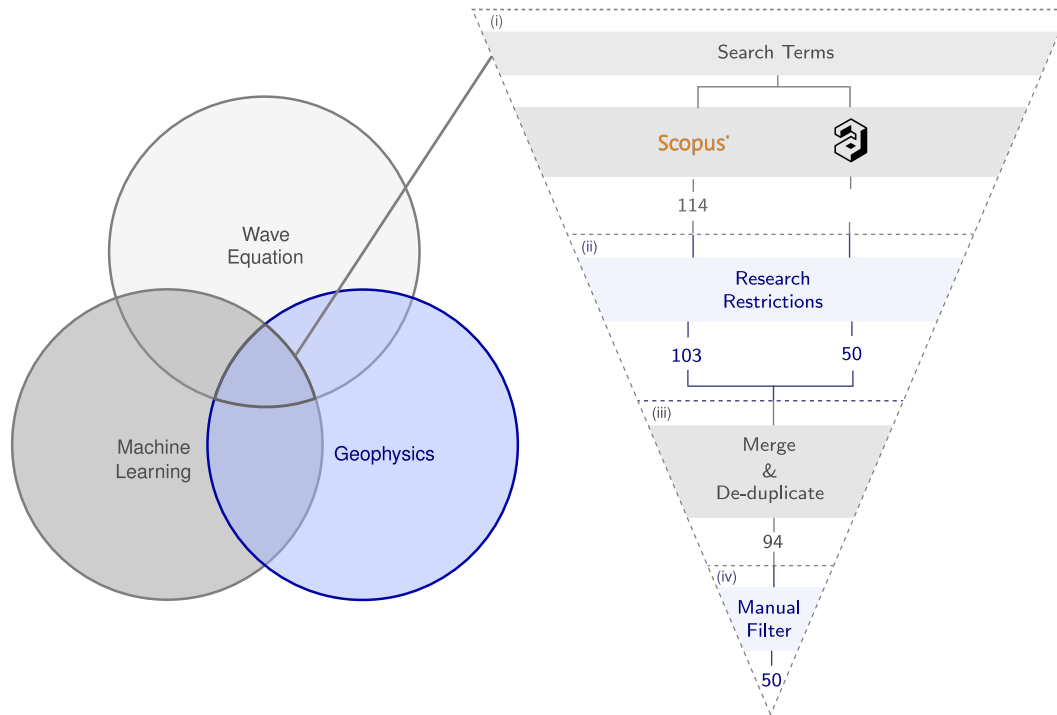 Wave
Equation
Machine
Learning
Geophysics
(i)
Search Terms
Scopus®
114
(ii)
Research
Restrictions
103
50
(iii)
Merge
&
De-duplicate
94
(iv)
Manual
Filter
50